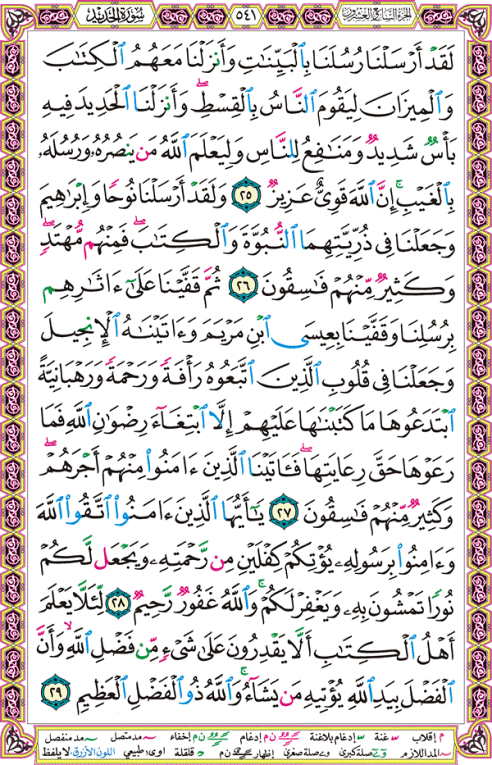 الجزء السابع والعشرون ٥٤١ سورة الحديد
لَقَدْ أَرْسَلْنَا رُسُلَنَا بِٱلْبَيِّنَٰتِ وَأَنزَلْنَا مَعَهُمُ ٱلْكِتَٰبَ
وَٱلْمِيزَانَ لِيَقُومَ ٱلنَّاسُ بِٱلْقِسْطِۖ وَأَنزَلْنَا ٱلْحَدِيدَ فِيهِ
بَأْسٌ شَدِيدٌ وَمَنَٰفِعُ لِلنَّاسِ وَلِيَعْلَمَ ٱللَّهُ مَن يَنصُرُهُۥ وَرُسُلَهُۥ
بِٱلْغَيْبِۚ إِنَّ ٱللَّهَ قَوِىٌّ عَزِيزٌ ٢٥ وَلَقَدْ أَرْسَلْنَا نُوحًا وَإِبْرَٰهِيمَ
وَجَعَلْنَا فِى ذُرِّيَّتِهِمَا ٱلنُّبُوَّةَ وَٱلْكِتَٰبَۖ فَمِنْهُم مُّهْتَدٍۖ
وَكَثِيرٌ مِّنْهُمْ فَٰسِقُونَ ٢٦ ثُمَّ قَفَّيْنَا عَلَىٰٓ ءَاثَٰرِهِم
بِرُسُلِنَا وَقَفَّيْنَا بِعِيسَى ٱبْنِ مَرْيَمَ وَءَاتَيْنَٰهُ ٱلْإِنجِيلَ
وَجَعَلْنَا فِى قُلُوبِ ٱلَّذِينَ ٱتَّبَعُوهُ رَأْفَةً وَرَحْمَةً وَرَهْبَانِيَّةً
ٱبْتَدَعُوهَا مَا كَتَبْنَٰهَا عَلَيْهِمْ إِلَّا ٱبْتِغَآءَ رِضْوَٰنِ ٱللَّهِ فَمَا
رَعَوْهَا حَقَّ رِعَايَتِهَاۖ فَـَٔاتَيْنَا ٱلَّذِينَ ءَامَنُوا۟ مِنْهُمْ أَجْرَهُمْۖ
وَكَثِيرٌ مِّنْهُمْ فَٰسِقُونَ ٢٧ يَٰٓأَيُّهَا ٱلَّذِينَ ءَامَنُوا۟ ٱتَّقُوا۟ ٱللَّهَ
وَءَامِنُوا۟ بِرَسُولِهِۦ يُؤْتِكُمْ كِفْلَيْنِ مِن رَّحْمَتِهِۦ وَيَجْعَل لَّكُمْ
نُورًا تَمْشُونَ بِهِۦ وَيَغْفِرْ لَكُمْۚ وَٱللَّهُ غَفُورٌ رَّحِيمٌ ٢٨ لِّئَلَّا يَعْلَمَ
أَهْلُ ٱلْكِتَٰبِ أَلَّا يَقْدِرُونَ عَلَىٰ شَىْءٍ مِّن فَضْلِ ٱللَّهِۙ وَأَنَّ
ٱلْفَضْلَ بِيَدِ ٱللَّهِ يُؤْتِيهِ مَن يَشَآءُۚ وَٱللَّهُ ذُو ٱلْفَضْلِ ٱلْعَظِيمِ ٢٩
م إقلاب س غنة س إدغام بلاغنة ن م إدغام ن م إخفاء مد متصل مد منفصل
المد اللازم صلة كبرى صلة صغرى إظهار ن م قلقلة اوى: طبيعي اللون الأزرق: لا يلفظ